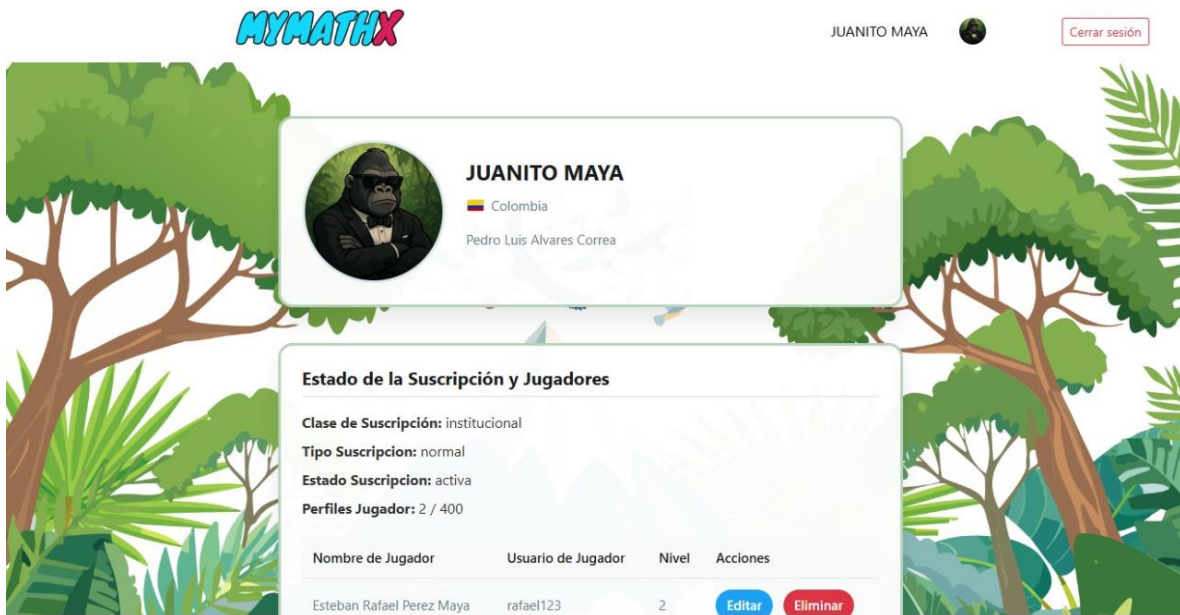 MYMATHX
JUANITO MAYA
Cerrar sesión
JUANITO MAYA
Colombia
Pedro Luis Alvares Correa
Estado de la Suscripción y Jugadores
Clase de Suscripción: institucional
Tipo Suscripcion: normal
Estado Suscripcion: activa
Perfiles Jugador: 2 / 400
Nombre de Jugador Usuario de Jugador Nivel Acciones
Esteban Rafael Perez Maya rafael123 2 Editar Eliminar